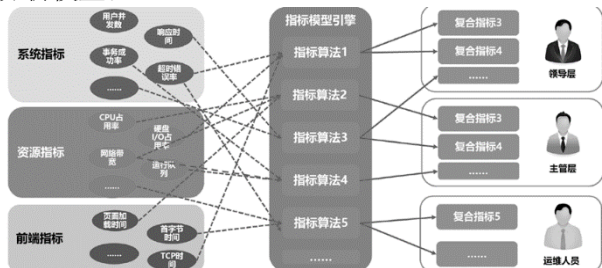 系统指标
用户并
发数
响应时
间
事务成
功率
超时错
误率
......
资源指标
CPU占
用率
硬盘
I/O占
用率
网络带
宽
运行队
列
......
前端指标
页面加
载时间
首字节
时间
......
TCP时
间
指标模型引擎
指标算法1
指标算法2
指标算法3
指标算法4
指标算法5
......
复合指标3
复合指标4
......
领导层
复合指标3
复合指标4
......
主管层
复合指标5
......
运维人员